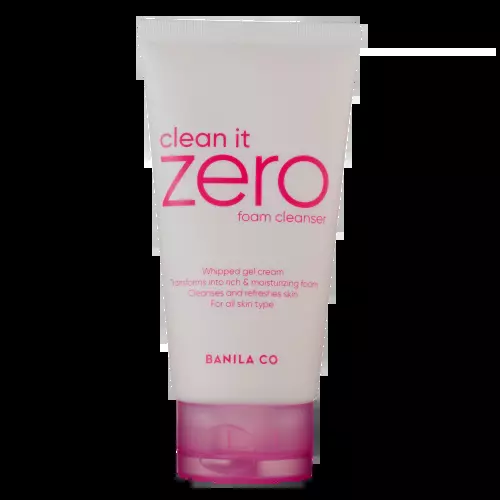 clean it
zero
foam cleanser
Whipped gel cream
Transforms into rich & moisturizing foam
Cleanses and refreshes skin
For all skin type
BANILA CO